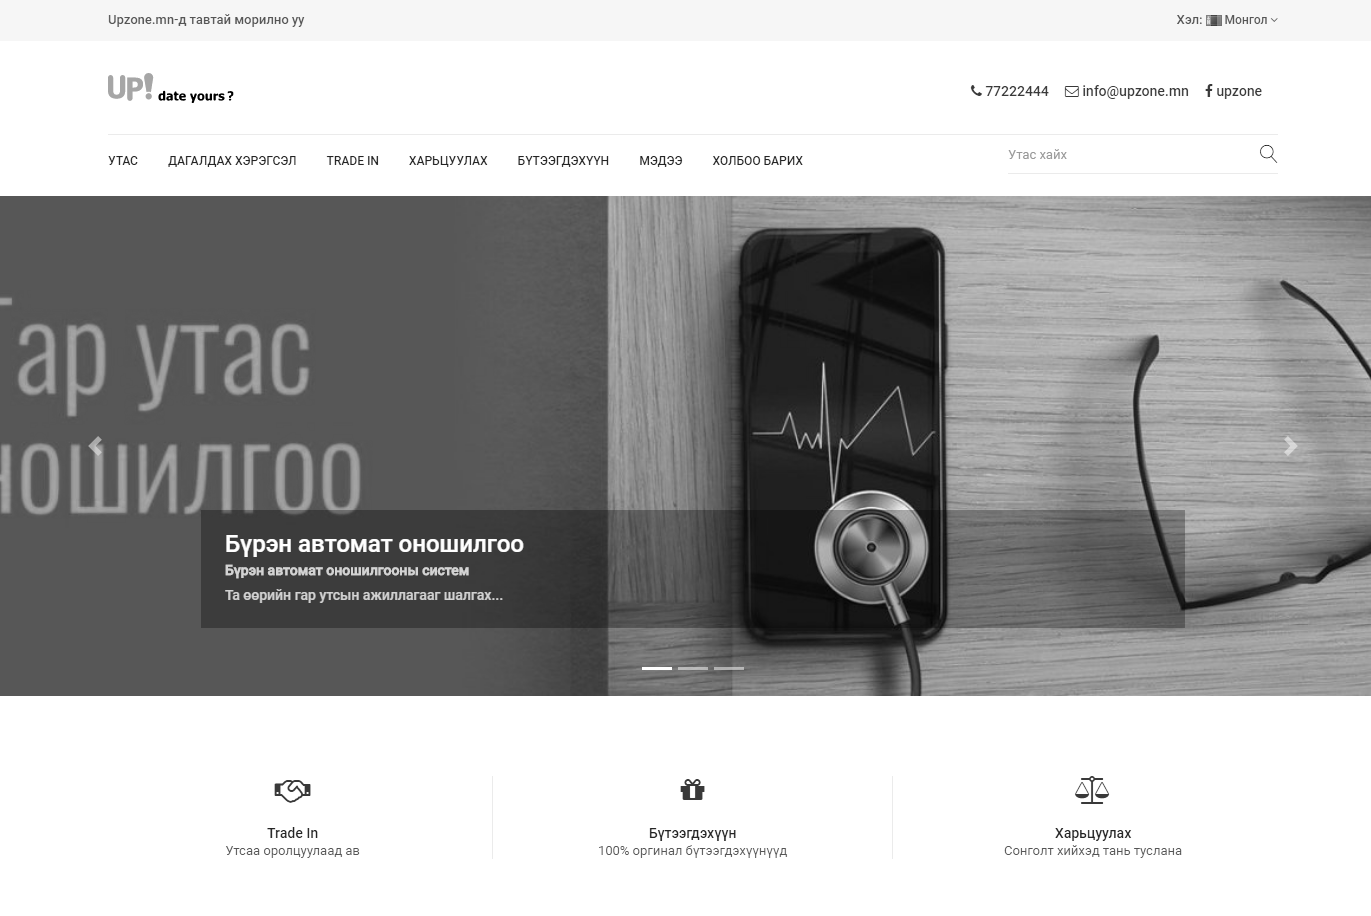 Upzone.mn-д тавтай морилно уу
Хэл: Монгол
UP! date yours ?
77222444 info@upzone.mn upzone
УТАС ДАГАЛДАХ ХЭРЭГСЭЛ TRADE IN ХАРЬЦУУЛАХ БҮТЭЭГДЭХҮҮН МЭДЭЭ ХОЛБОО БАРИХ
Утас хайх
Гар утас
ношилгоо
Бүрэн автомат оношилгоо
Бүрэн автомат оношилгооны систем
Та өөрийн гар утсын ажиллагааг шалгах...
Trade In
Утсаа оролцуулаад ав
Бүтээгдэхүүн
100% оргинал бүтээгдэхүүнүүд
Харьцуулах
Сонголт хийхэд тань туслана